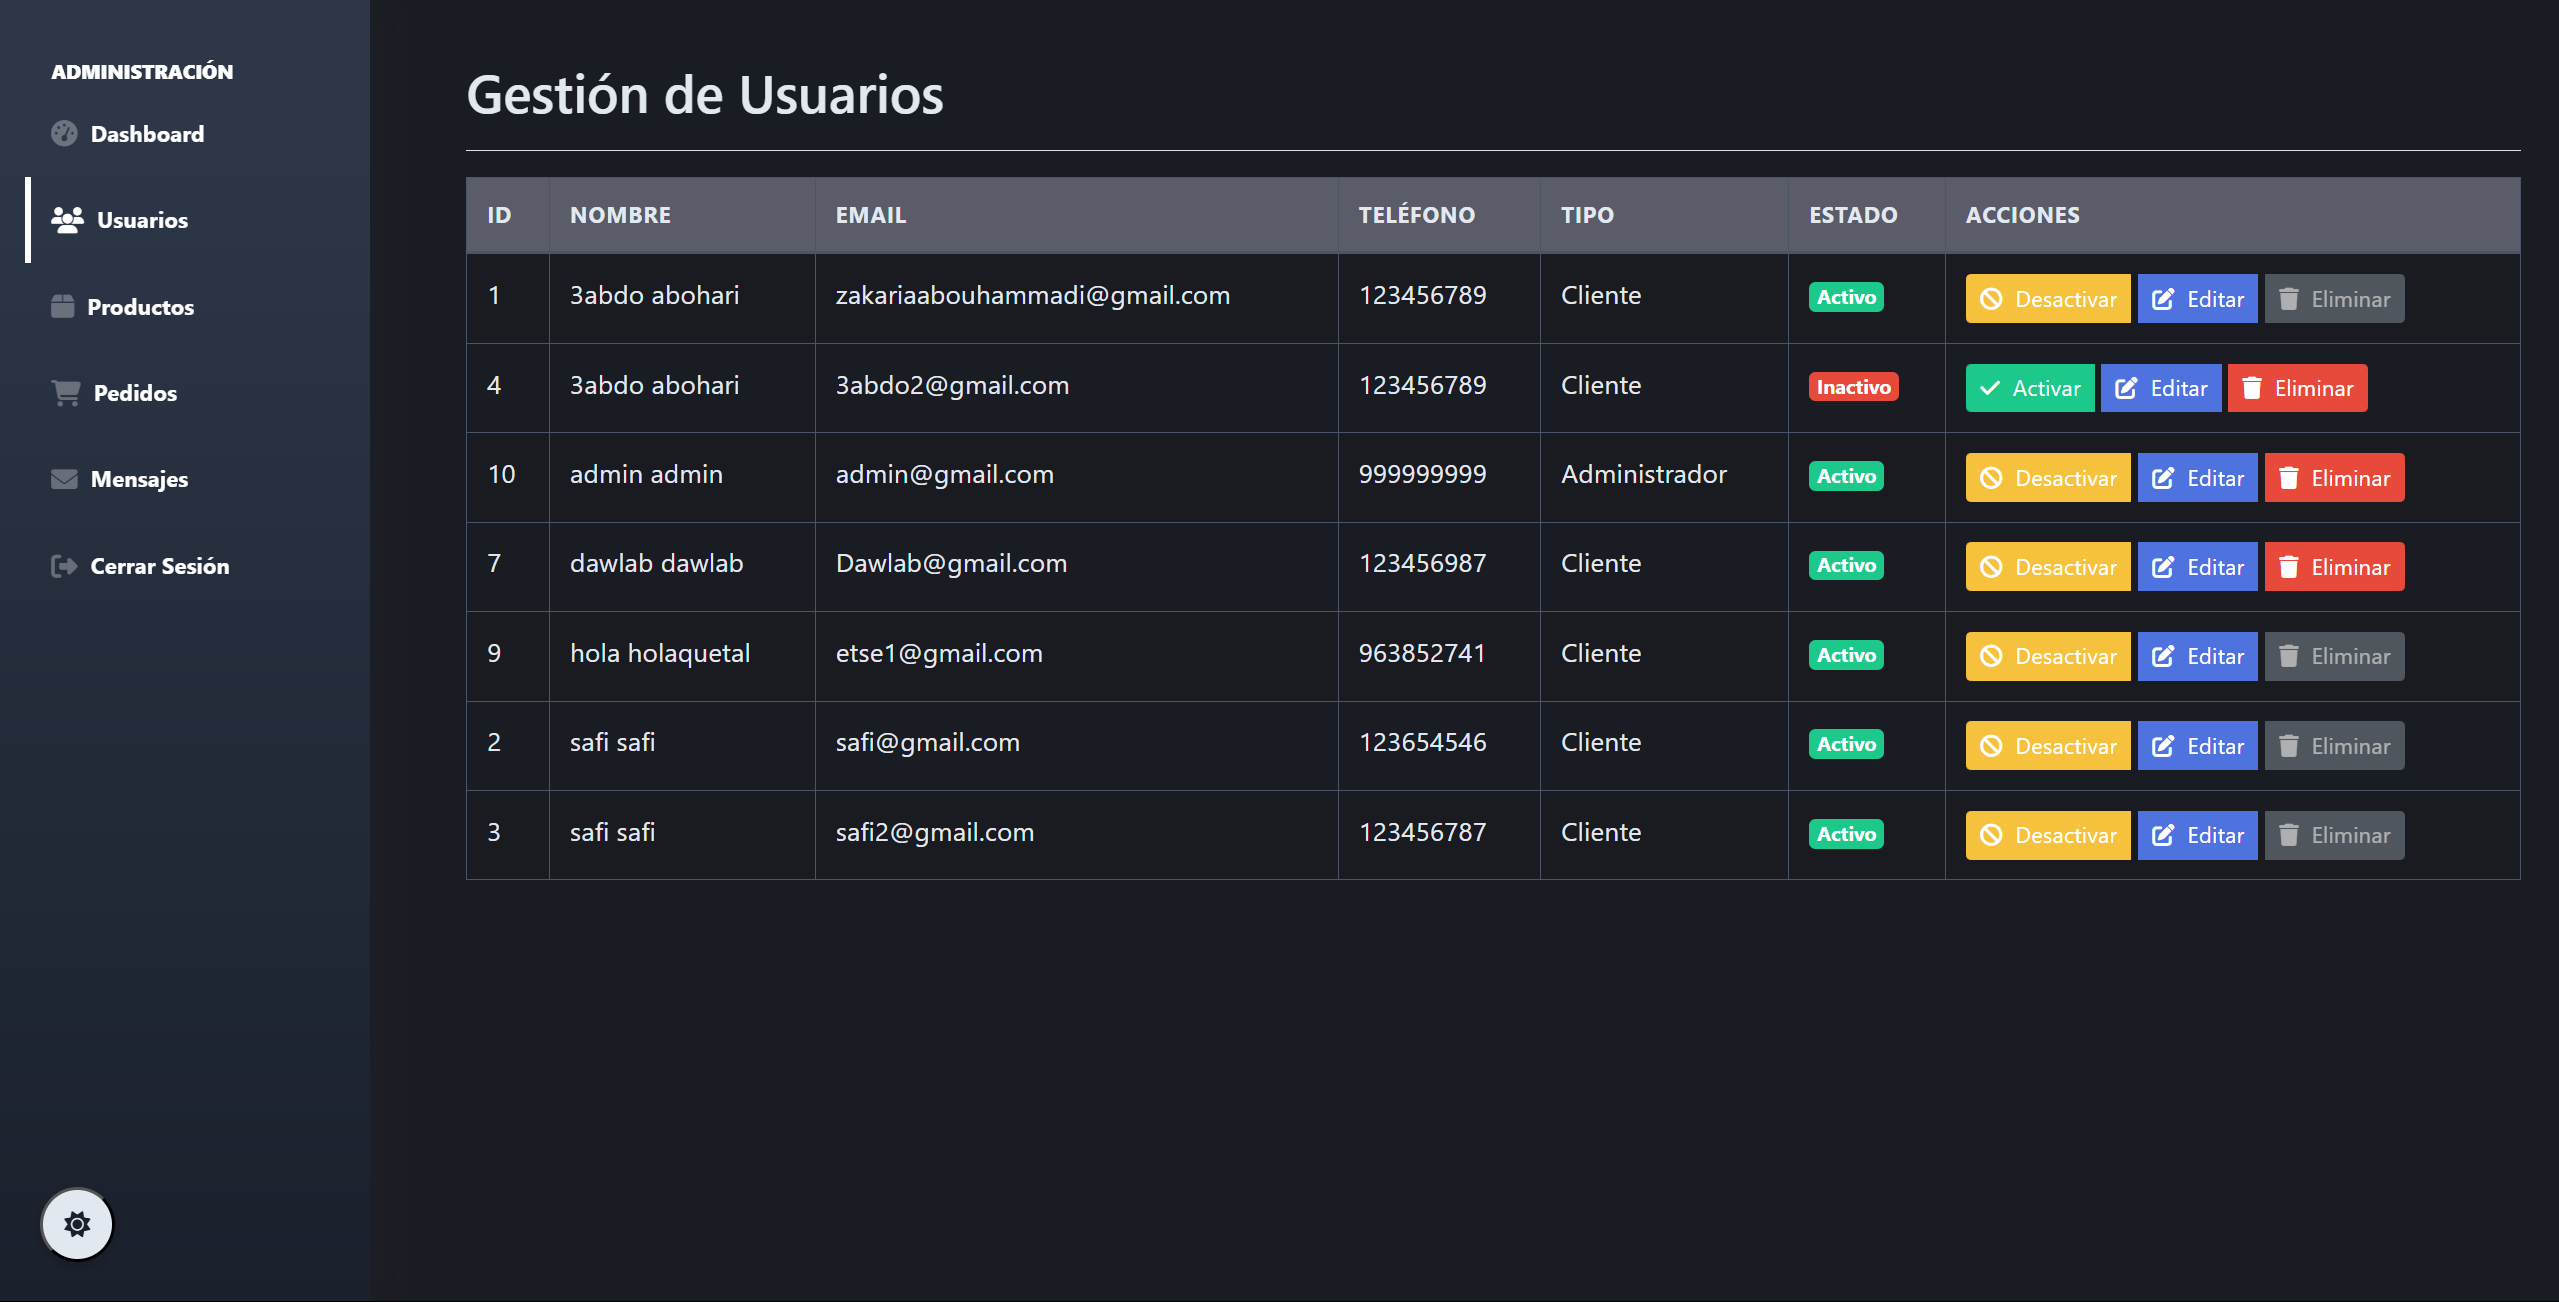 ADMINISTRACIÓN
Dashboard
Usuarios
Productos
Pedidos
Mensajes
Cerrar Sesión
Gestión de Usuarios
ID NOMBRE EMAIL TELÉFONO TIPO ESTADO ACCIONES
1 3abdo abohari zakariaabouhammadi@gmail.com 123456789 Cliente Activo Desactivar Editar Eliminar
4 3abdo abohari 3abdo2@gmail.com 123456789 Cliente Inactivo Activar Editar Eliminar
10 admin admin admin@gmail.com 999999999 Administrador Activo Desactivar Editar Eliminar
7 dawlab dawlab Dawlab@gmail.com 123456987 Cliente Activo Desactivar Editar Eliminar
9 hola holaquetal etse1@gmail.com 963852741 Cliente Activo Desactivar Editar Eliminar
2 safi safi safi@gmail.com 123654546 Cliente Activo Desactivar Editar Eliminar
3 safi safi safi2@gmail.com 123456787 Cliente Activo Desactivar Editar Eliminar